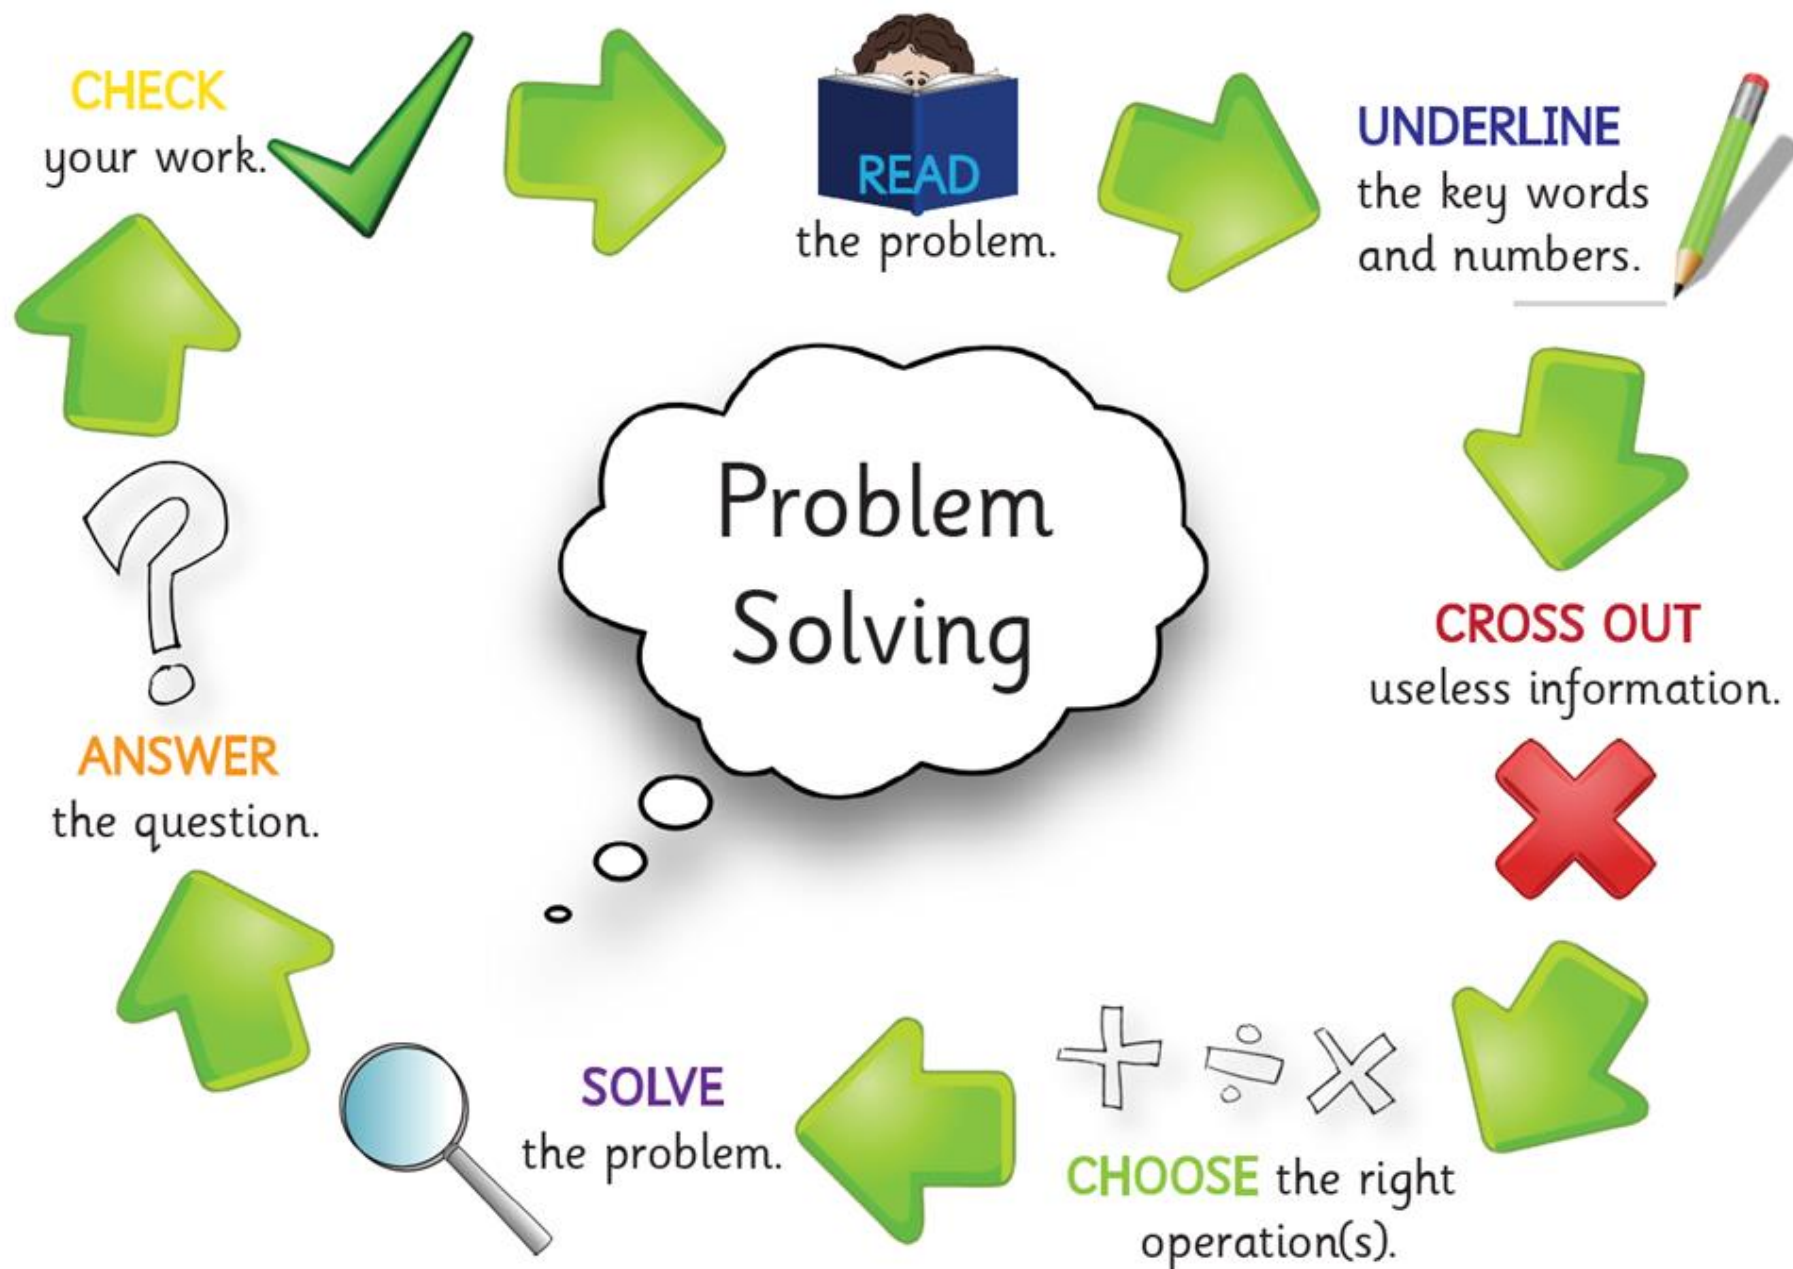 Problem
Solving
READ
the problem.
UNDERLINE
the key words
and numbers.
CROSS OUT
useless information.
CHOOSE the right
operation(s).
SOLVE
the problem.
ANSWER
the question.
CHECK
your work.